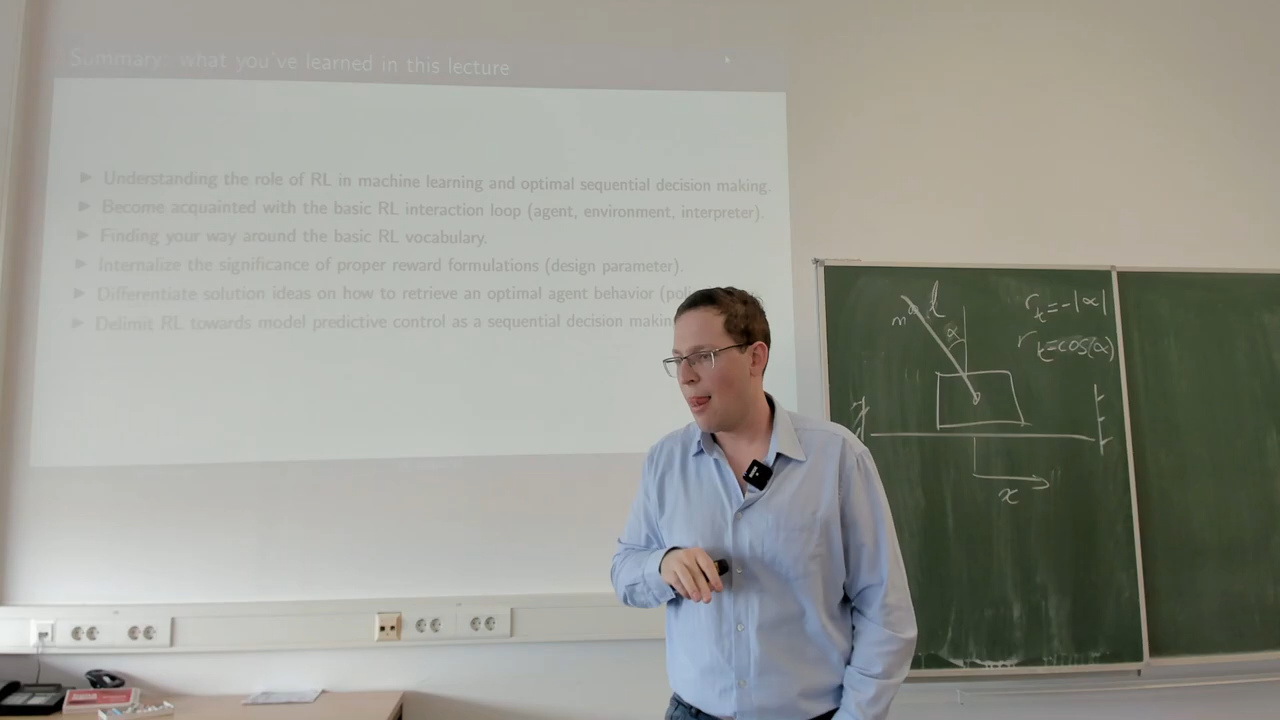 Summary: what you've learned in this lecture
▶ Understanding the role of RL in machine learning and optimal sequential decision making.
▶ Become acquainted with the basic RL interaction loop (agent, environment, interpreter).
▶ Finding your way around the basic RL vocabulary.
▶ Internalize the significance of proper reward formulations (design parameter).
▶ Differentiate solution ideas on how to retrieve an optimal agent behavior
▶ Delimit RL towards model predictive control as a sequential decision
m l
α
r_t=-|α|
r_t=cos(α)
x